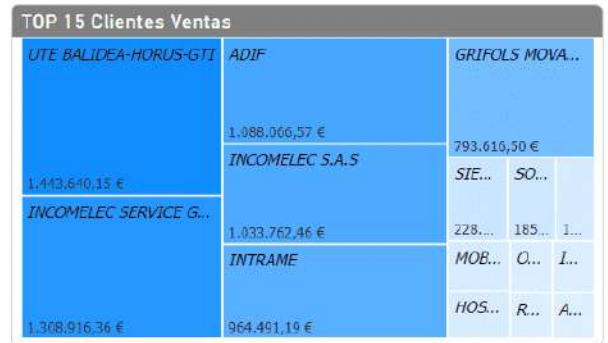 TOP 15 Clientes Ventas
UTE BALIDEA-HORUS-GTI
1.443.640,15 €
INCOMELEC SERVICE G...
1.308.916,36 €
ADIF
1.088.066,57 €
INCOMELEC S.A.S
1.033.762,46 €
INTRAME
964.491,19 €
GRIFOLS MOVA...
793.616,50 €
SIE...
228....
SO...
185...
1...
MOB...
O...
I...
HOS...
R...
A...